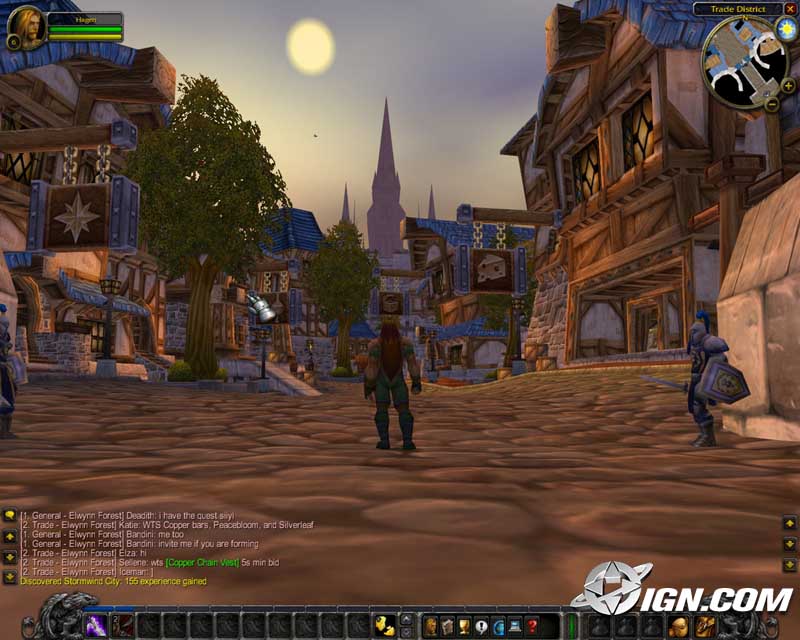 Hagen
6
Trade District
N
[1. General - Elwynn Forest] Deadith: i have the quest siiyi
[2. Trade - Elwynn Forest] Katie: WTS Copper bars, Peacebloom, and Silverleaf
[1. General - Elwynn Forest] Bandini: me too
[1. General - Elwynn Forest] Bandini: invite me if you are forming
[2. Trade - Elwynn Forest] Elza: hi
[2. Trade - Elwynn Forest] Sellene: wts [Copper Chain Vest] 5s min bid
[2. Trade - Elwynn Forest] Iceman: ]
Discovered Stormwind City: 155 experience gained
IGN.COM